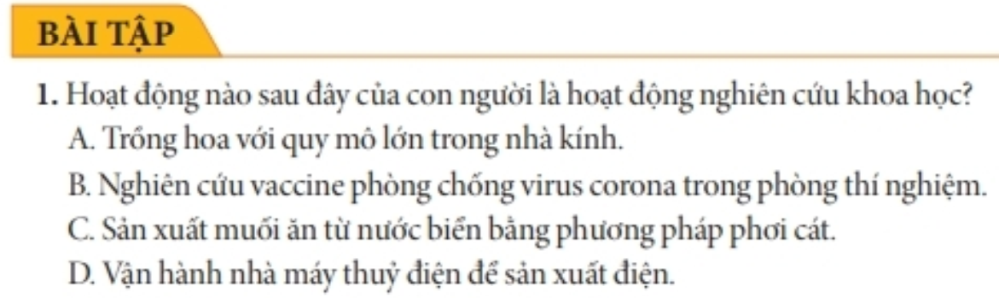 BÀI TẬP
1. Hoạt động nào sau đây của con người là hoạt động nghiên cứu khoa học?
A. Trồng hoa với quy mô lớn trong nhà kính.
B. Nghiên cứu vaccine phòng chống virus corona trong phòng thí nghiệm.
C. Sản xuất muối ăn từ nước biển bằng phương pháp phơi cát.
D. Vận hành nhà máy thuỷ điện để sản xuất điện.